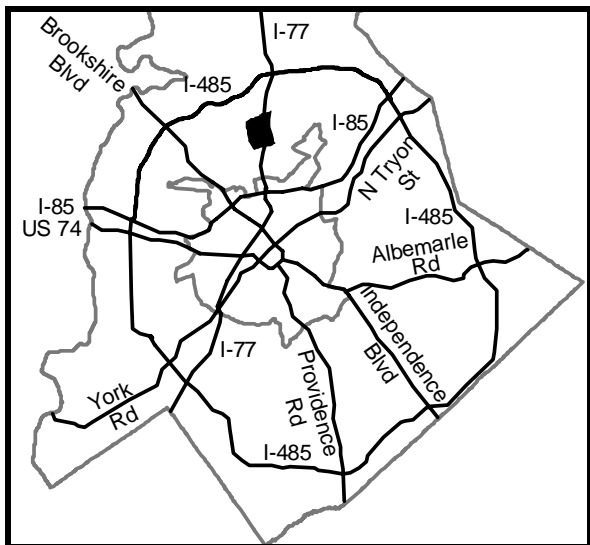 I-77
Brookshire
Blvd
I-485
I-85
N Tryon
St
I-85
US 74
I-485
Albemarle
Rd
Independence
Blvd
I-77
Providence
Rd
York
Rd
I-485